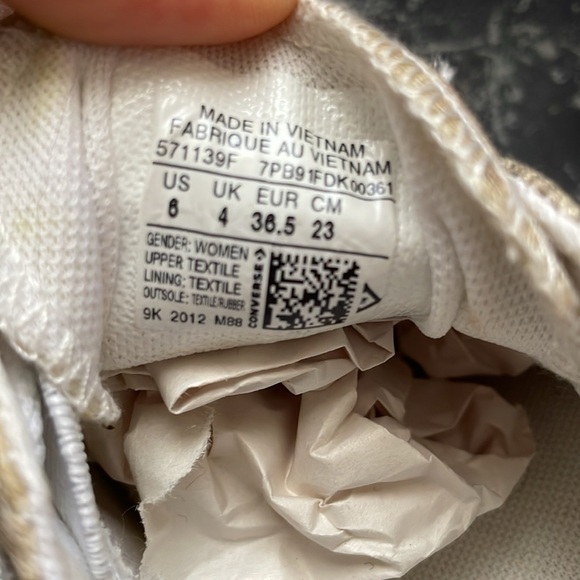 MADE IN VIETNAM
FABRIQUE AU VIETNAM
571139F 7PB91FDK00361
US UK EUR CM
6 4 36.5 23
GENDER: WOMEN
UPPER TEXTILE
LINING: TEXTILE
OUTSOLE: TEXTILE/RUBBER
9K 2012 M88
CONVERSE